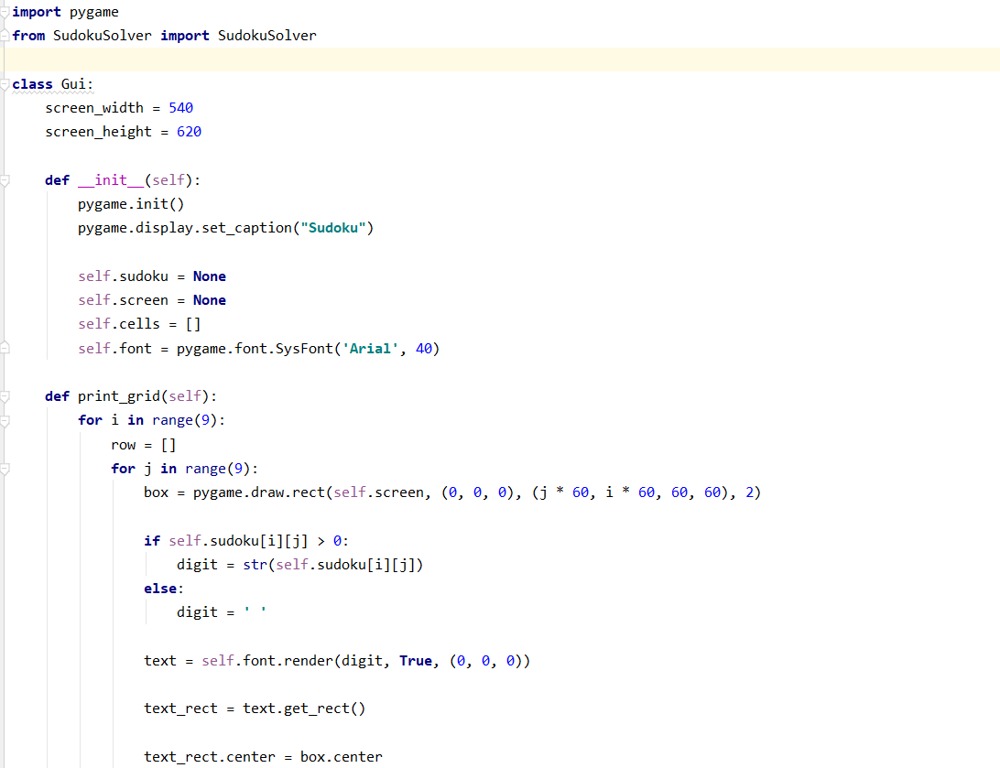 import pygame
from SudokuSolver import SudokuSolver
class Gui:
    screen_width = 540
    screen_height = 620
    def __init__(self):
        pygame.init()
        pygame.display.set_caption("Sudoku")
        self.sudoku = None
        self.screen = None
        self.cells = []
        self.font = pygame.font.SysFont('Arial', 40)
    def print_grid(self):
        for i in range(9):
            row = []
            for j in range(9):
                box = pygame.draw.rect(self.screen, (0, 0, 0), (j * 60, i * 60, 60, 60), 2)
                if self.sudoku[i][j] > 0:
                    digit = str(self.sudoku[i][j])
                else:
                    digit = ' '
                text = self.font.render(digit, True, (0, 0, 0))
                text_rect = text.get_rect()
                text_rect.center = box.center